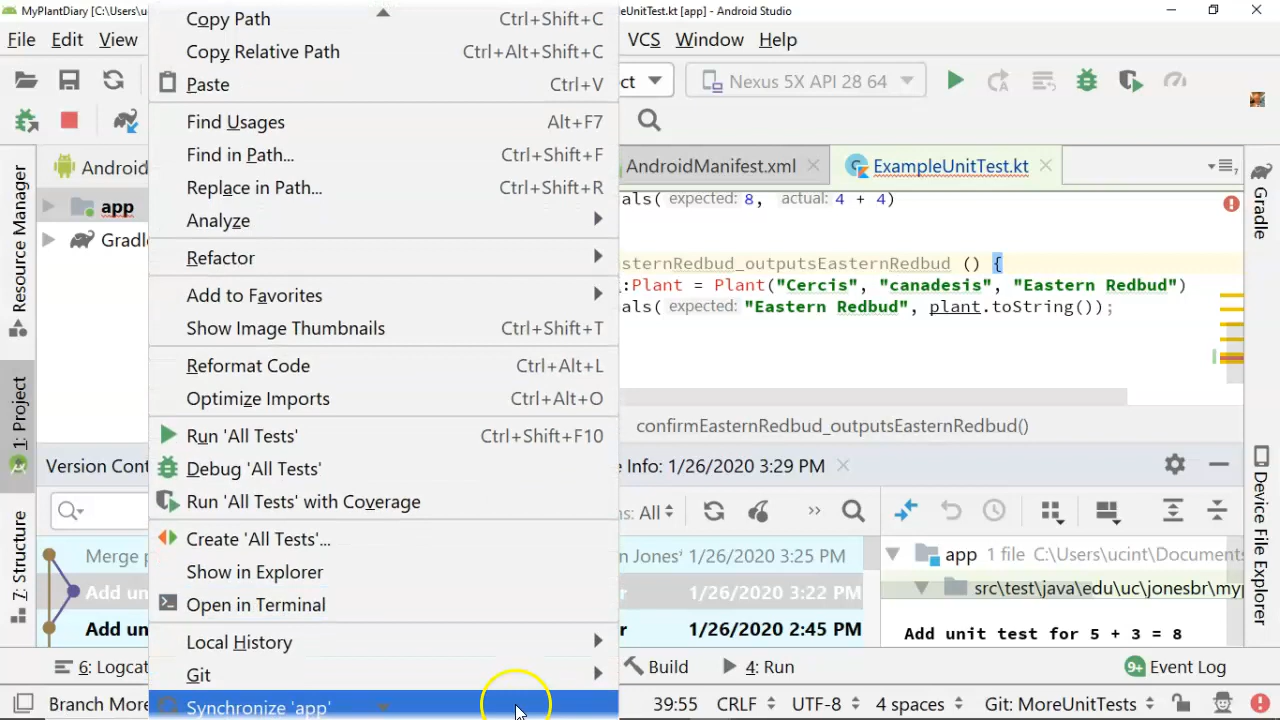 MyPlantDiary [C:\U
eUnitTest.kt [app] - Android Studio
File Edit View
VCS Window Help
ct
Nexus 5X API 28 64
Copy Path Ctrl+Shift+C
Copy Relative Path Ctrl+Alt+Shift+C
Paste Ctrl+V
Find Usages Alt+F7
Find in Path... Ctrl+Shift+F
Replace in Path... Ctrl+Shift+R
Analyze
Refactor
Add to Favorites
Show Image Thumbnails Ctrl+Shift+T
Reformat Code Ctrl+Alt+L
Optimize Imports Ctrl+Alt+O
Run 'All Tests' Ctrl+Shift+F10
Debug 'All Tests'
Run 'All Tests' with Coverage
Create 'All Tests'...
Show in Explorer
Open in Terminal
Local History
Git
Synchronize 'app'
Resource Manager
1: Project
7: Structure
Android
app
Gradle
AndroidManifest.xml
ExampleUnitTest.kt
als( expected: 8, actual: 4 + 4)
sternRedbud_outputsEasternRedbud () {
:Plant = Plant("Cercis", "canadesis", "Eastern Redbud")
als( expected: "Eastern Redbud", plant.toString());
confirmEasternRedbud_outputsEasternRedbud()
Gradle
Device File Explorer
Version Cont
e Info: 1/26/2020 3:29 PM
ns: All
Merge p
n Jones* 1/26/2020 3:25 PM
Add un
r 1/26/2020 3:22 PM
Add un
r 1/26/2020 2:45 PM
app 1 file C:\Users\ucint\Document
src\test\java\edu\uc\jonesbr\myp
Add unit test for 5 + 3 = 8
6: Logcat
Build
4: Run
9+ Event Log
Branch More
39:55 CRLF UTF-8 4 spaces Git: MoreUnitTests